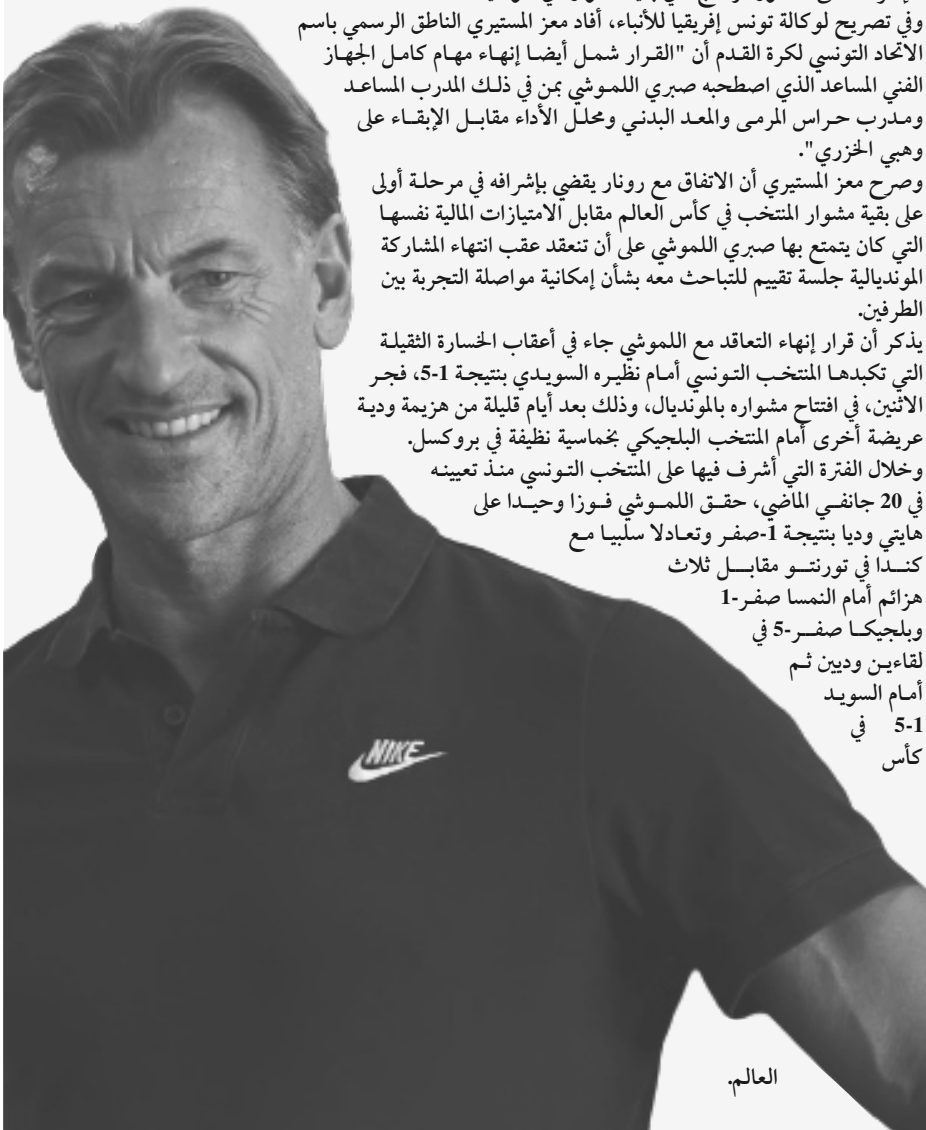 وفي تصريح لوكالة تونس إفريقيا للأنباء، أفاد معز المستيري الناطق الرسمي باسم
الاتحاد التونسي لكرة القدم أن "القرار شمل أيضا إنهاء مهام كامل الجهاز
الفني المساعد الذي اصطحبه صبري اللموشي بمن في ذلك المدرب المساعد
ومدرب حراس المرمى والمعد البدني ومحلل الأداء مقابل الإبقاء على
وهبي الخزري".
وصرح معز المستيري أن الاتفاق مع رونار يقضي بإشرافه في مرحلة أولى
على بقية مشوار المنتخب في كأس العالم مقابل الامتيازات المالية نفسها
التي كان يتمتع بها صبري اللموشي على أن تنعقد عقب انتهاء المشاركة
المونديالية جلسة تقييم للتباحث معه بشأن إمكانية مواصلة التجربة بين
الطرفين.
يذكر أن قرار إنهاء التعاقد مع اللموشي جاء في أعقاب الخسارة الثقيلة
التي تكبدها المنتخب التونسي أمام نظيره السويدي بنتيجة 1-5، فجر
الاثنين، في افتتاح مشواره بالمونديال، وذلك بعد أيام قليلة من هزيمة ودية
عريضة أخرى أمام المنتخب البلجيكي بخماسية نظيفة في بروكسل.
وخلال الفترة التي أشرف فيها على المنتخب التونسي منذ تعيينه
في 20 جانفي الماضي، حقق اللموشي فوزا وحيدا على
هايتي وديا بنتيجة 1-صفر وتعادلا سلبيا مع
كندا في تورنتو مقابل ثلاث
هزائم أمام النمسا صفر-1
وبلجيكا صفر-5 في
لقاءين وديين ثم
أمام السويد
5-1 في
كأس
NIKE
العالم.